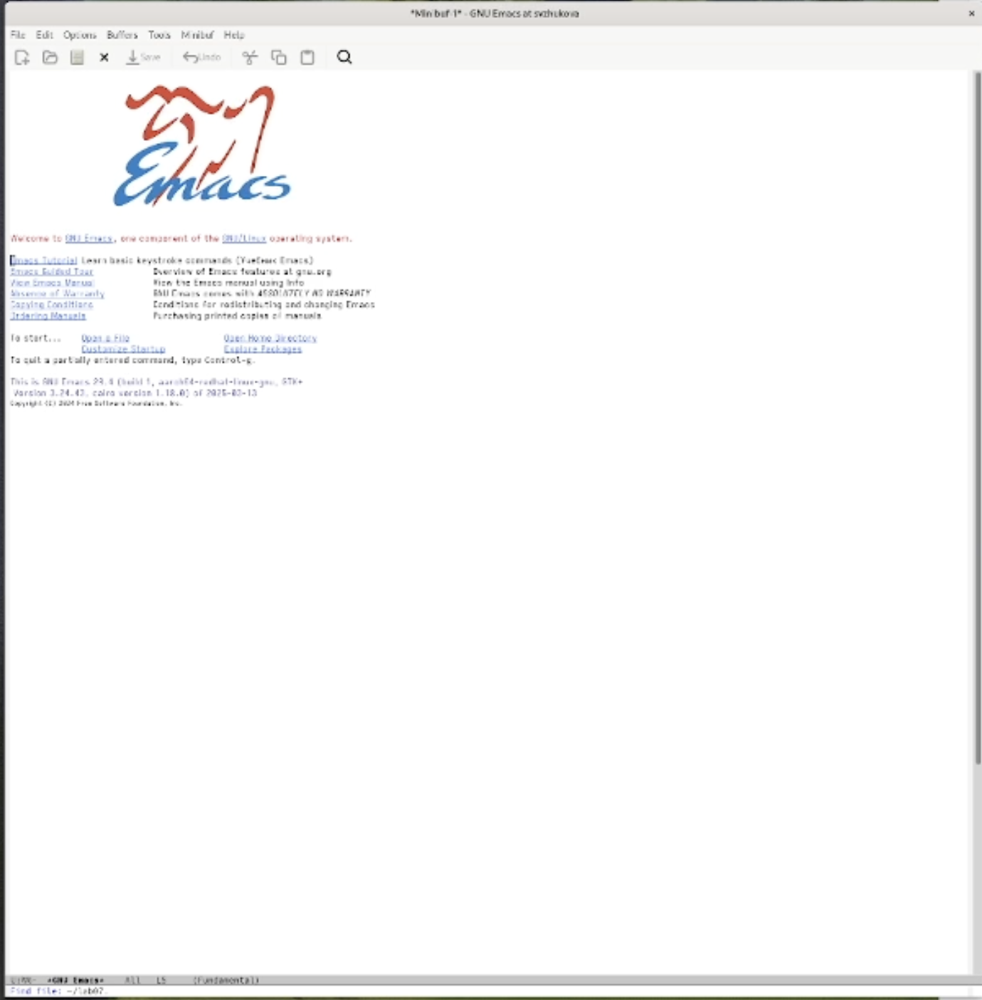 *Minibuf-1* - GNU Emacs at svzhukova
File Edit Options Buffers Tools Minibuf Help
Save Undo
Emacs
Welcome to GNU Emacs, one component of the GNU/Linux operating system.
Emacs Tutorial Learn basic keystroke commands (Учебник Emacs)
Emacs Guided Tour Overview of Emacs features at gnu.org
View Emacs Manual View the Emacs manual using Info
Absence of Warranty GNU Emacs comes with ABSOLUTELY NO WARRANTY
Copying Conditions Conditions for redistributing and changing Emacs
Ordering Manuals Purchasing printed copies of manuals
To start... Open a File Open Home Directory
Customize Startup Explore Packages
To quit a partially entered command, type Control-g.
This is GNU Emacs 29.4 (build 1, aarch64-redhat-linux-gnu, GTK+
Version 3.24.43, cairo version 1.18.0) of 2025-03-13
Copyright (C) 2024 Free Software Foundation, Inc.
*GNU Emacs* All L5 (Fundamental)
Find file: ~/lab07.